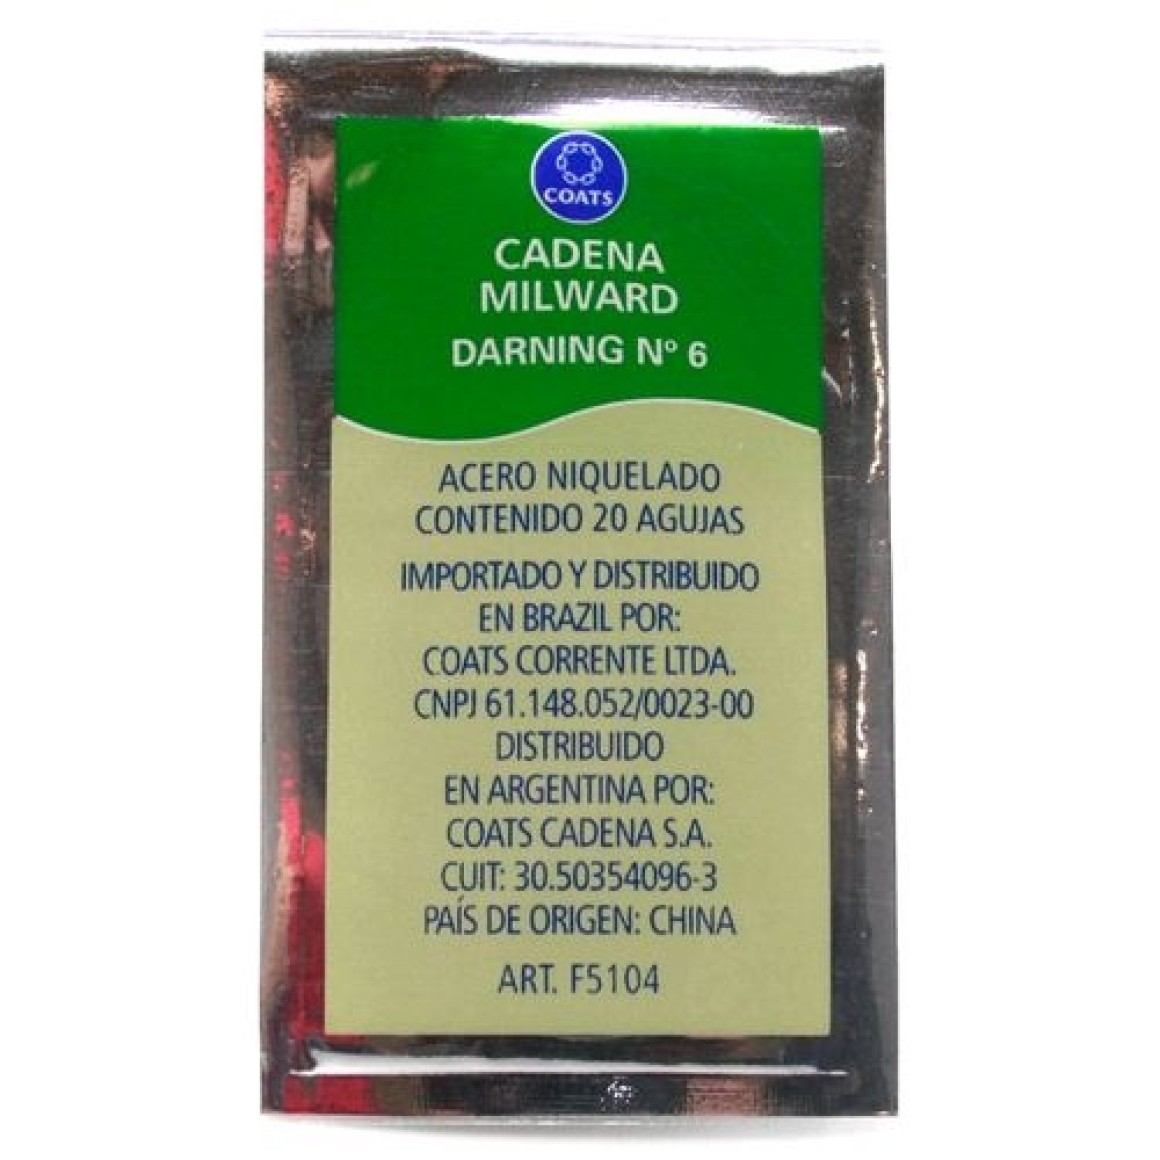 COATS
CADENA
MILWARD
DARNING Nº 6
ACERO NIQUELADO
CONTENIDO 20 AGUJAS
IMPORTADO Y DISTRIBUIDO
EN BRAZIL POR:
COATS CORRENTE LTDA.
CNPJ 61.148.052/0023-00
DISTRIBUIDO
EN ARGENTINA POR:
COATS CADENA S.A.
CUIT: 30.50354096-3
PAÍS DE ORIGEN: CHINA
ART. F5104